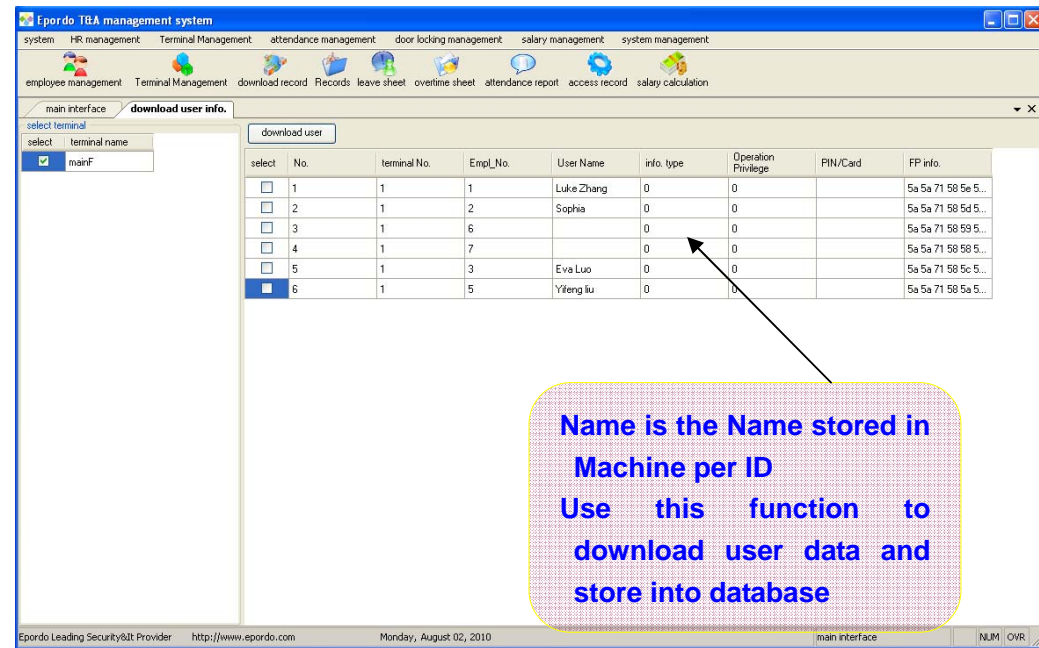 Epordo T&A management system
system HR management Terminal Management attendance management door locking management salary management system management
employee management Terminal Management download record Records leave sheet overtime sheet attendance report access record salary calculation
main interface download user info.
select terminal
select terminal name
mainF
download user
select No. terminal No. Empl_No. User Name info. type Operation Privilege PIN/Card FP info.
1 1 1 Luke Zhang 0 0 5a 5a 71 58 5e 5...
2 1 2 Sophia 0 0 5a 5a 71 58 5d 5...
3 1 6 0 0 5a 5a 71 58 59 5...
4 1 7 0 0 5a 5a 71 58 58 5...
5 1 3 Eva Luo 0 0 5a 5a 71 58 5c 5...
6 1 5 Yifeng liu 0 0 5a 5a 71 58 5a 5...
Name is the Name stored in
Machine per ID
Use this function to
download user data and
store into database
Epordo Leading Security&It Provider http://www.epordo.com Monday, August 02, 2010 main interface NUM OVR